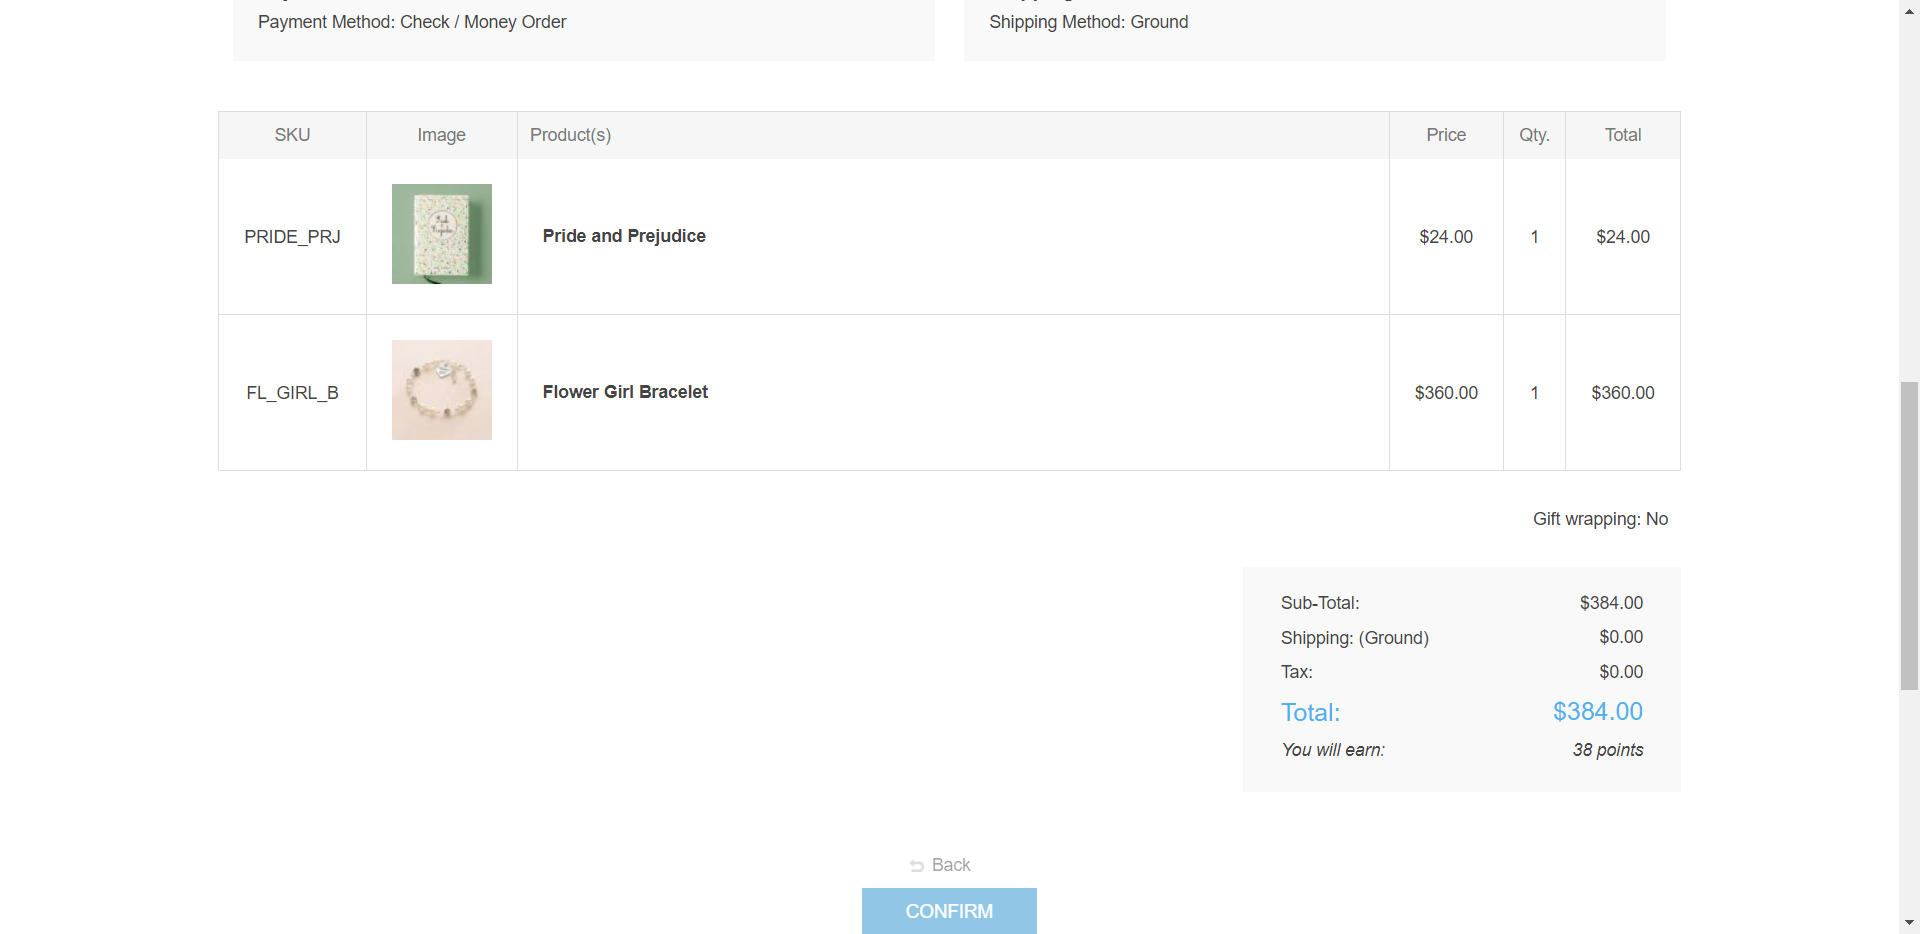 Payment Method: Check / Money Order
Shipping Method: Ground
SKU Image Product(s) Price Qty. Total
PRIDE_PRJ Pride and Prejudice $24.00 1 $24.00
FL_GIRL_B Flower Girl Bracelet $360.00 1 $360.00
Gift wrapping: No
Sub-Total: $384.00
Shipping: (Ground) $0.00
Tax: $0.00
Total: $384.00
You will earn: 38 points
Back
CONFIRM